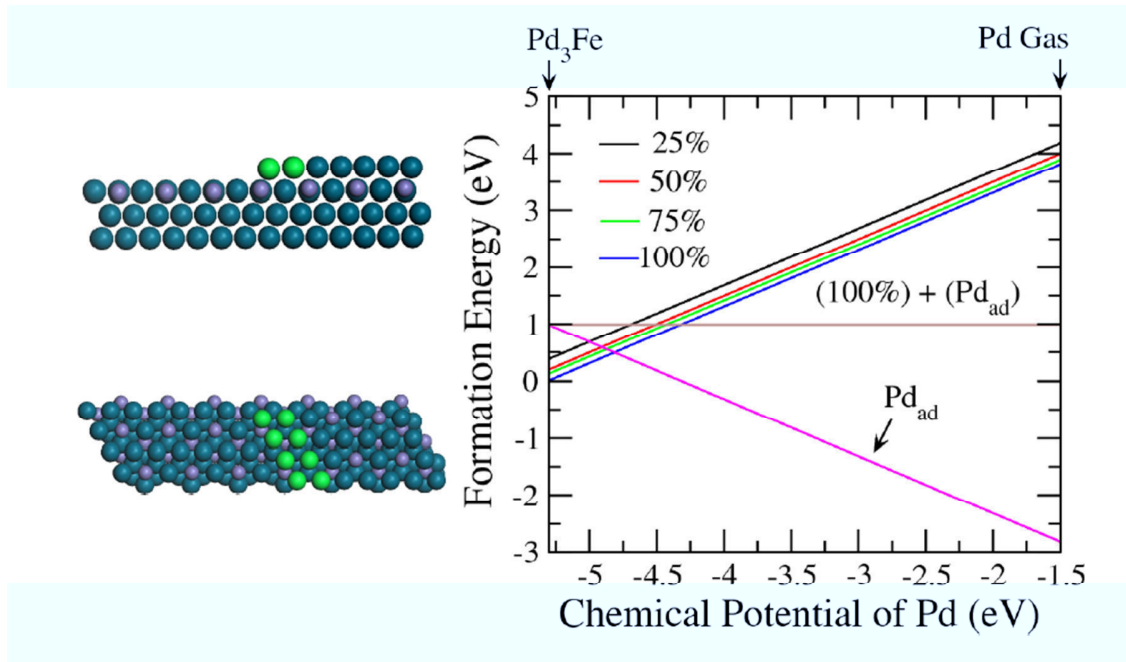 Pd3Fe
Pd Gas
5
4
3
2
1
0
-1
-2
-3
Formation Energy (eV)
25%
50%
75%
100%
(100%) + (Pdad)
Pdad
-5 -4.5 -4 -3.5 -3 -2.5 -2 -1.5
Chemical Potential of Pd (eV)